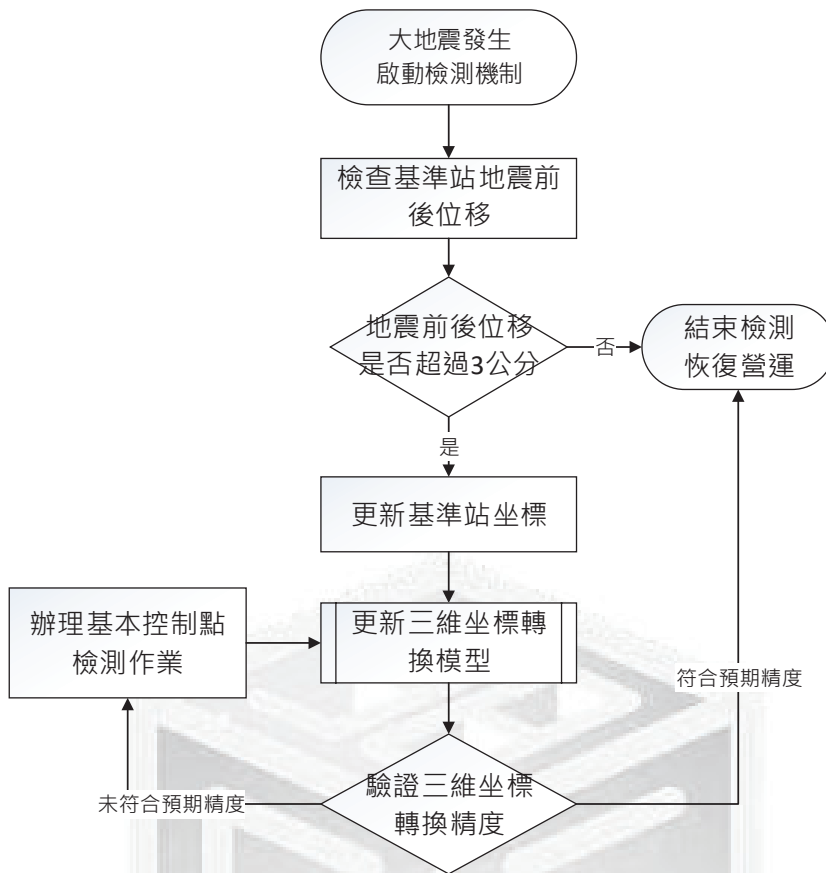 大地震發生
啟動檢測機制
檢查基準站地震前
後位移
地震前後位移
是否超過3公分
否
結束檢測
恢復營運
是
更新基準站坐標
辦理基本控制點
檢測作業
更新三維坐標轉
換模型
符合預期精度
未符合預期精度
驗證三維坐標
轉換精度